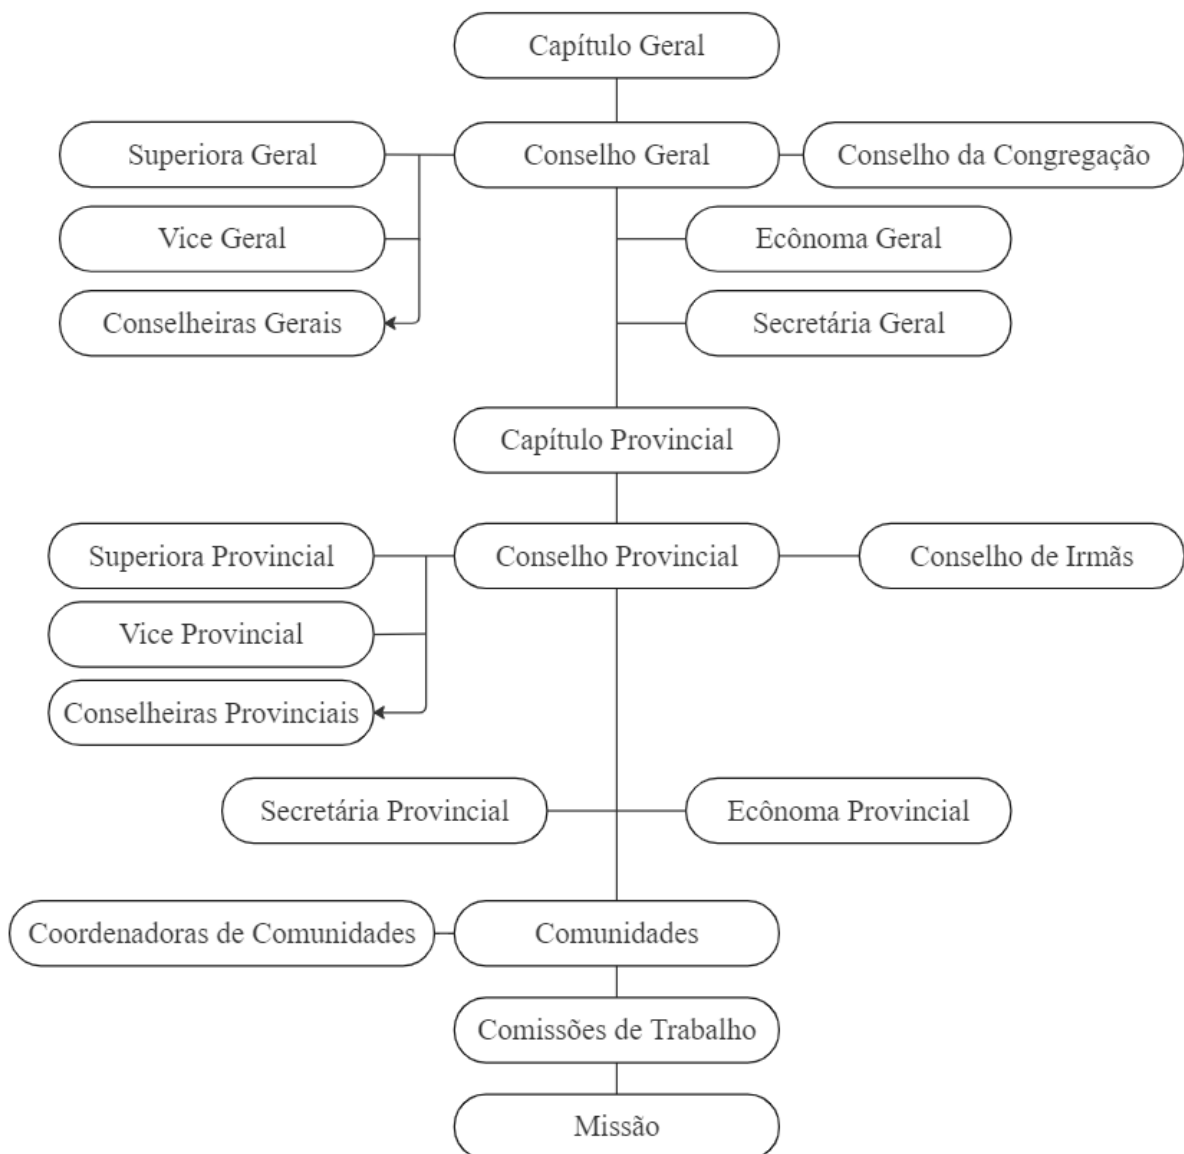 Capítulo Geral
Superiora Geral
Conselho Geral
Conselho da Congregação
Vice Geral
Ecônoma Geral
Conselheiras Gerais
Secretária Geral
Capítulo Provincial
Superiora Provincial
Conselho Provincial
Conselho de Irmãs
Vice Provincial
Conselheiras Provinciais
Secretária Provincial
Ecônoma Provincial
Coordenadoras de Comunidades
Comunidades
Comissões de Trabalho
Missão